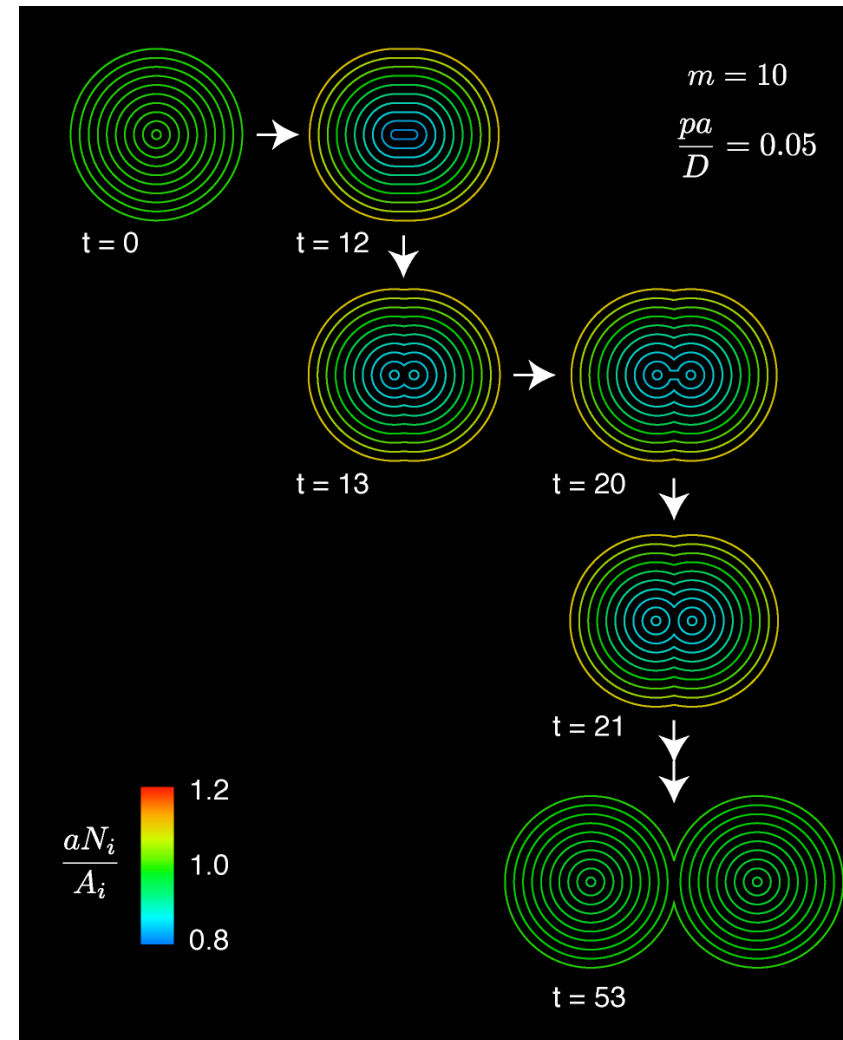 m = 10
pa/D = 0.05
t = 0
t = 12
t = 13
t = 20
t = 21
1.2
aN_i/A_i
1.0
0.8
t = 53